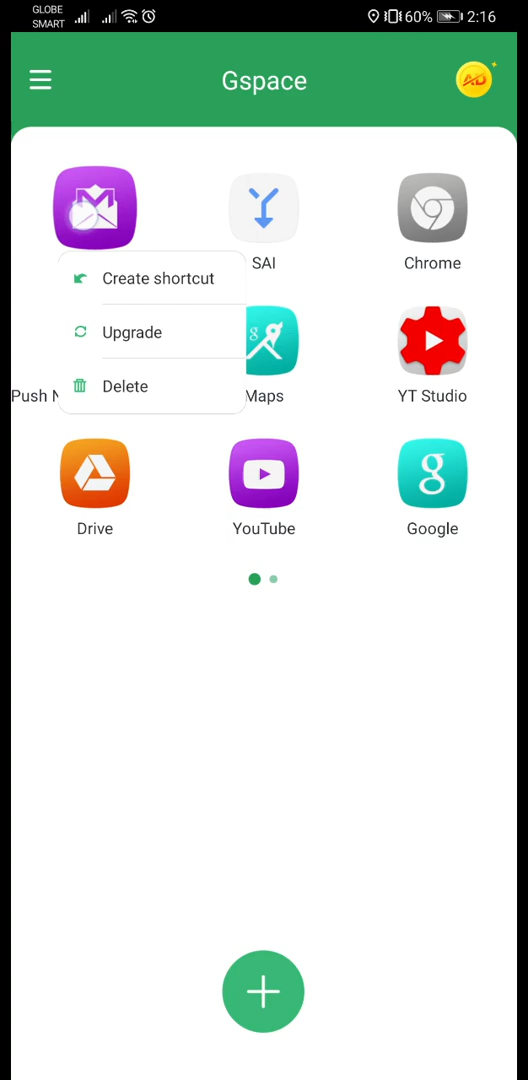 GLOBE
SMART
60%
2:16
Gspace
AD
SAI
Chrome
Create shortcut
Upgrade
Delete
Push N
Maps
YT Studio
Drive
YouTube
Google